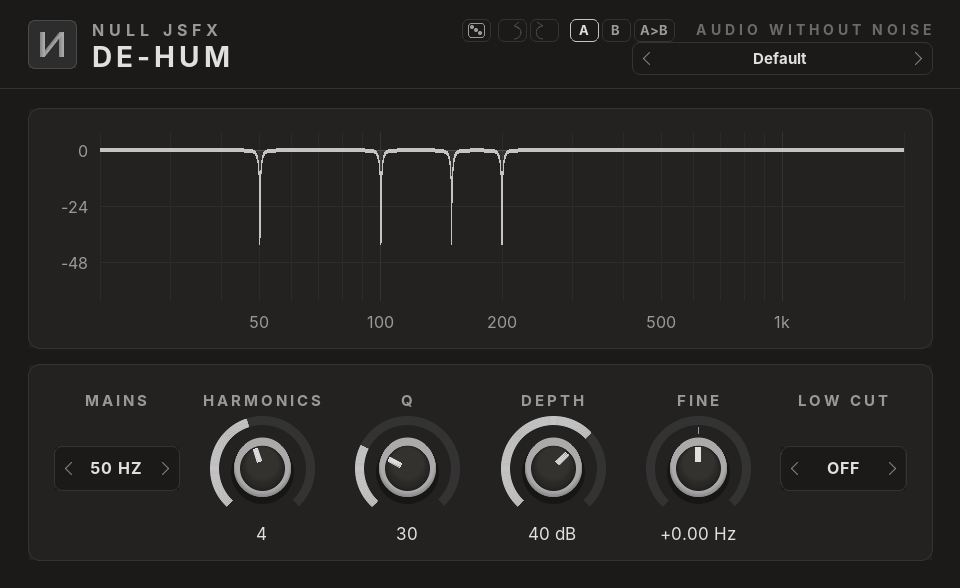 NULL JSFX
DE-HUM
A B A>B AUDIO WITHOUT NOISE
Default
0
-24
-48
50 100 200 500 1k
MAINS HARMONICS Q DEPTH FINE LOW CUT
50 HZ OFF
4 30 40 dB +0.00 Hz